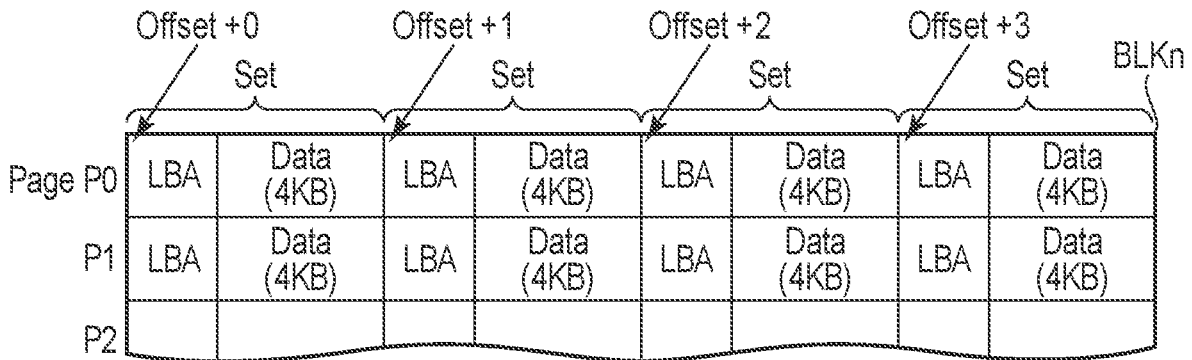 Offset +0 Offset +1 Offset +2 Offset +3
BLKn
Set Set Set Set
Page P0 LBA Data (4KB) LBA Data (4KB) LBA Data (4KB) LBA Data (4KB)
P1 LBA Data (4KB) LBA Data (4KB) LBA Data (4KB) LBA Data (4KB)
P2